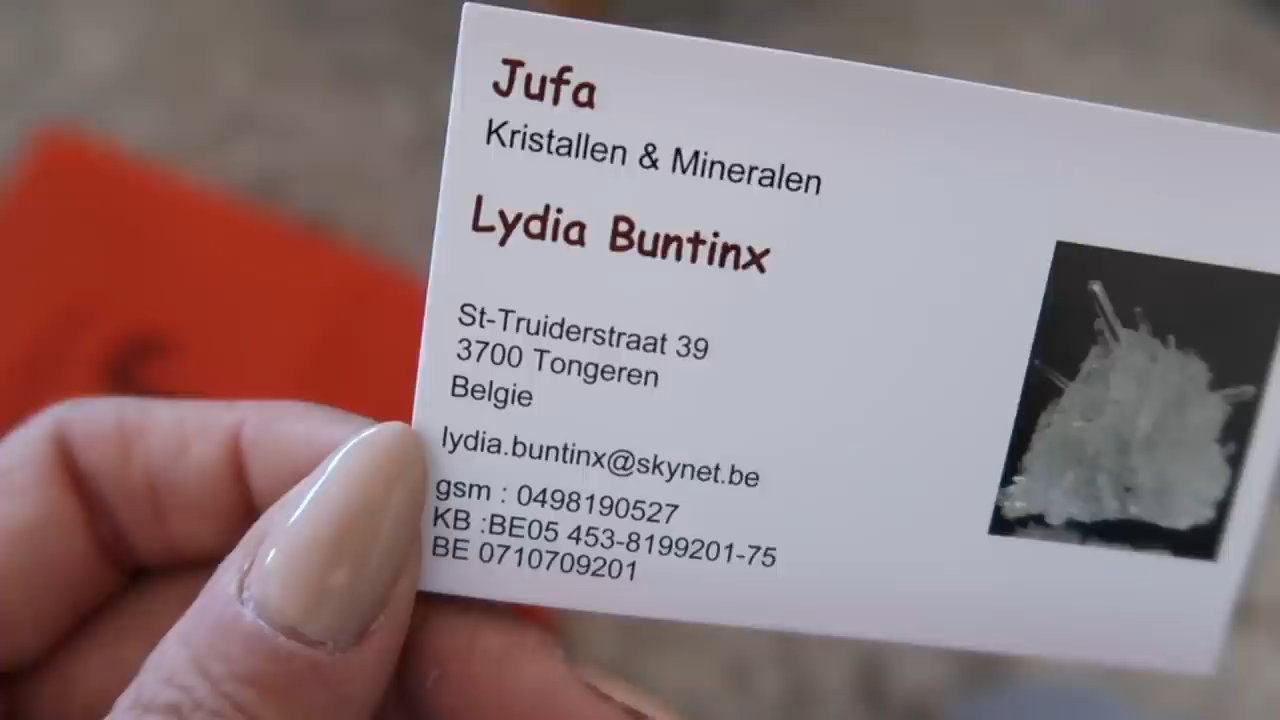 Jufa
Kristallen & Mineralen
Lydia Buntinx
St-Truiderstraat 39
3700 Tongeren
Belgie
lydia.buntinx@skynet.be
gsm : 0498190527
KB :BE05 453-8199201-75
BE 0710709201